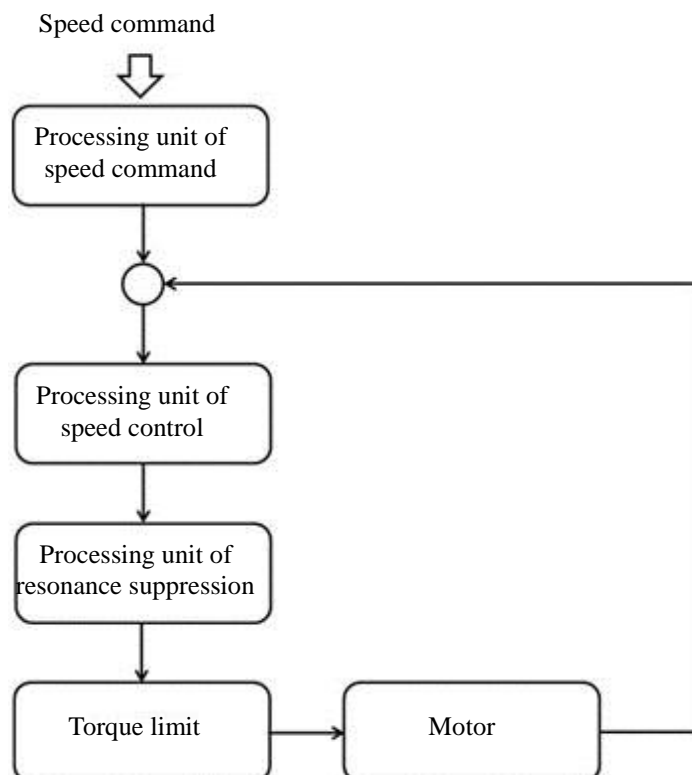 Speed command
Processing unit of
speed command
Processing unit of
speed control
Processing unit of
resonance suppression
Torque limit
Motor